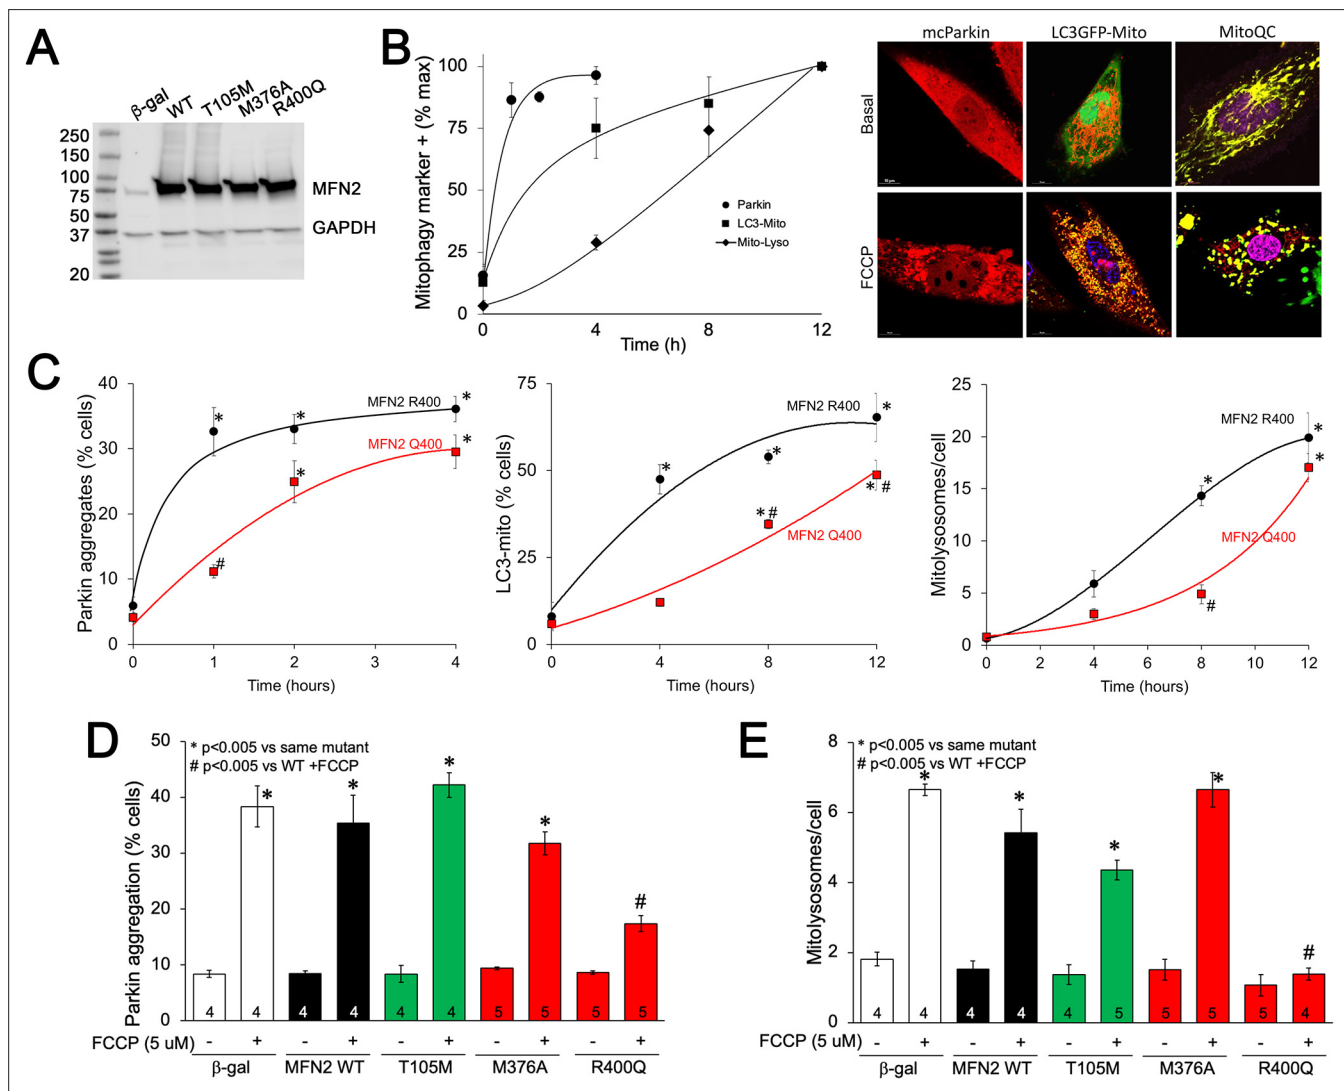 A
β-gal
WT
T105M
M376A
R400Q
250
150
100
75
50
37
20
MFN2
GAPDH
B
Mitophagy marker + (% max)
100
75
50
25
0
0
4
8
12
Time (h)
Parkin
LC3-Mito
Mito-Lyso
mcParkin
LC3GFP-Mito
MitoQC
Basal
FCCP
C
Parkin aggregates (% cells)
40
30
20
10
0
0
1
2
3
4
Time (hours)
MFN2 R400
MFN2 Q400
*
*
*
*
*
#
LC3-mito (% cells)
75
50
25
0
0
4
8
12
Time (hours)
MFN2 R400
MFN2 Q400
*
*
*
*#
* #
Mitolysosomes/cell
25
20
15
10
5
0
0
2
4
6
8
10
12
Time (hours)
MFN2 R400
MFN2 Q400
*
*
*
#
D
* p<0.005 vs same mutant
# p<0.005 vs WT +FCCP
Parkin aggregation (% cells)
50
40
30
20
10
0
*
*
*
*
#
4 4 4 4 4 4 5 5 5 5
FCCP (5 uM) - + - + - + - + - +
β-gal MFN2 WT T105M M376A R400Q
E
* p<0.005 vs same mutant
# p<0.005 vs WT +FCCP
Mitolysosomes/cell
8
6
4
2
0
*
*
*
*
#
4 4 4 4 4 5 5 5 5 4
FCCP (5 uM) - + - + - + - + - +
β-gal MFN2 WT T105M M376A R400Q